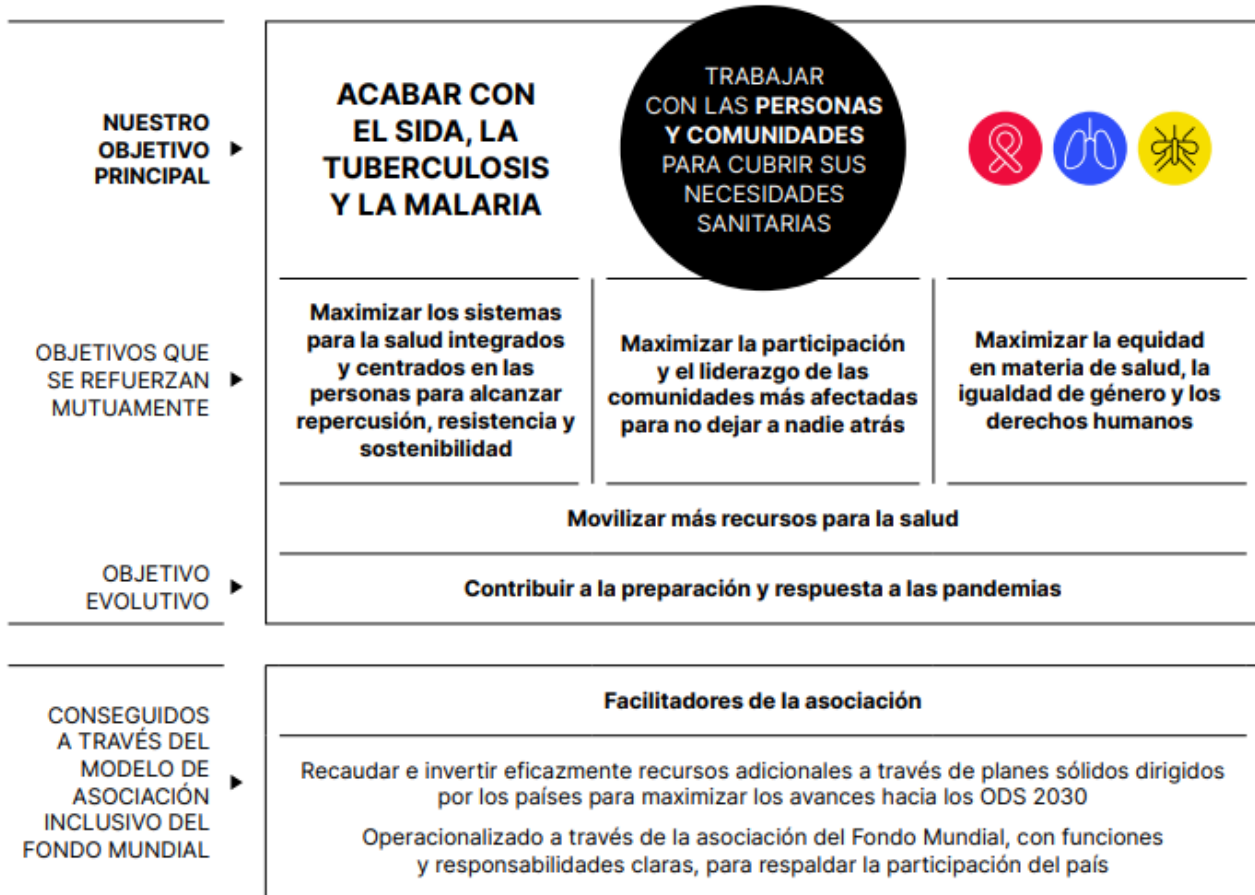 NUESTRO
OBJETIVO
PRINCIPAL
ACABAR CON
EL SIDA, LA
TUBERCULOSIS
Y LA MALARIA
TRABAJAR
CON LAS PERSONAS
Y COMUNIDADES
PARA CUBRIR SUS
NECESIDADES
SANITARIAS
OBJETIVOS QUE
SE REFUERZAN
MUTUAMENTE
Maximizar los sistemas
para la salud integrados
y centrados en las
personas para alcanzar
repercusión, resistencia y
sostenibilidad
Maximizar la participación
y el liderazgo de las
comunidades más afectadas
para no dejar a nadie atrás
Maximizar la equidad
en materia de salud, la
igualdad de género y los
derechos humanos
Movilizar más recursos para la salud
OBJETIVO
EVOLUTIVO
Contribuir a la preparación y respuesta a las pandemias
CONSEGUIDOS
A TRAVÉS DEL
MODELO DE
ASOCIACIÓN
INCLUSIVO DEL
FONDO MUNDIAL
Facilitadores de la asociación
Recaudar e invertir eficazmente recursos adicionales a través de planes sólidos dirigidos
por los países para maximizar los avances hacia los ODS 2030
Operacionalizado a través de la asociación del Fondo Mundial, con funciones
y responsabilidades claras, para respaldar la participación del país